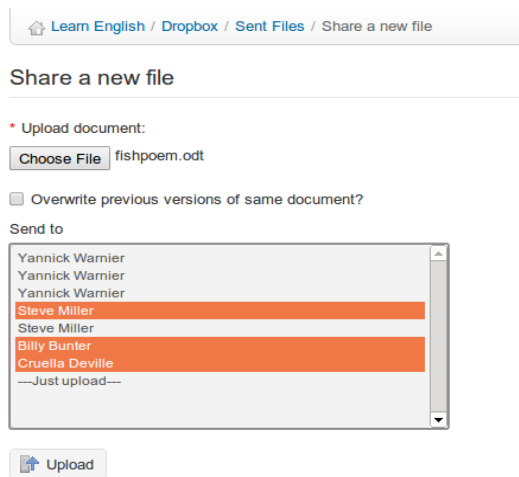 Learn English / Dropbox / Sent Files / Share a new file
Share a new file
* Upload document:
Choose File fishpoem.odt
Overwrite previous versions of same document?
Send to
Yannick Warnier
Yannick Warnier
Yannick Warnier
Steve Miller
Steve Miller
Billy Bunter
Cruella Deville
---Just upload---
Upload